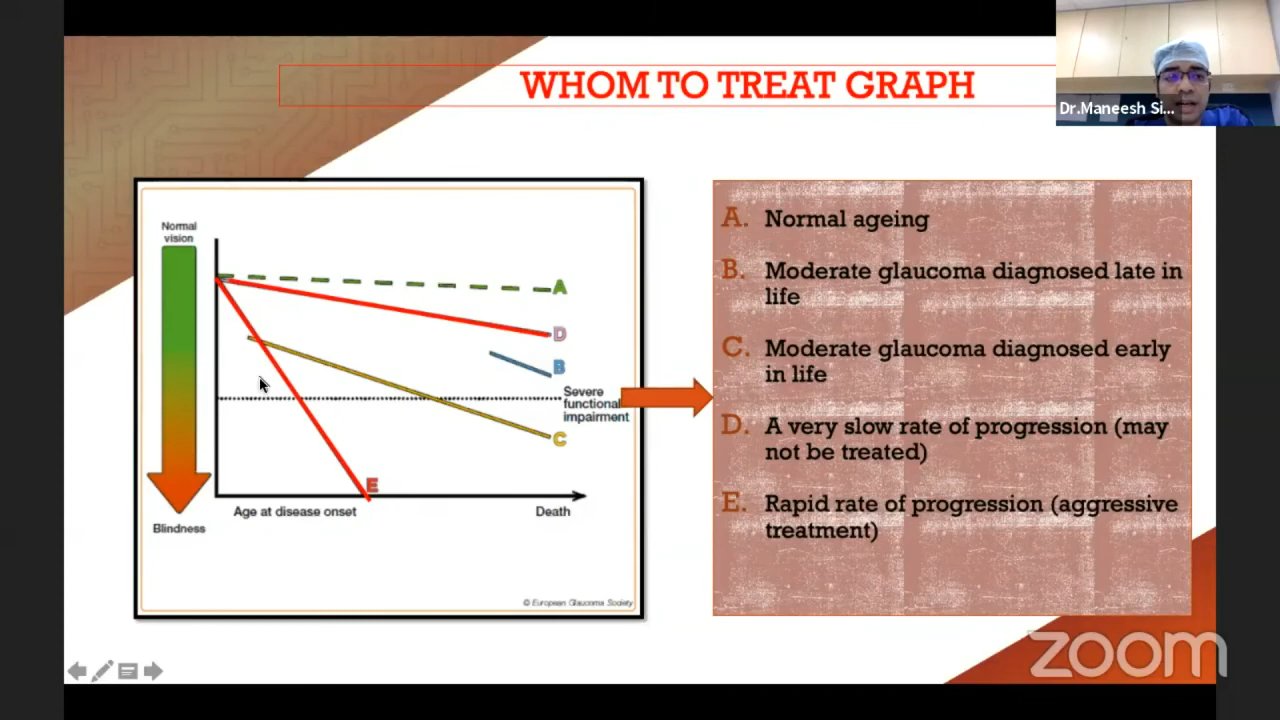 WHOM TO TREAT GRAPH
Dr.Maneesh Si...
Normal
vision
A
D
B
Severe
functional
impairment
C
E
Age at disease onset
Death
Blindness
© European Glaucoma Society
A. Normal ageing
B. Moderate glaucoma diagnosed late in
life
C. Moderate glaucoma diagnosed early
in life
D. A very slow rate of progression (may
not be treated)
E. Rapid rate of progression (aggressive
treatment)
zoom